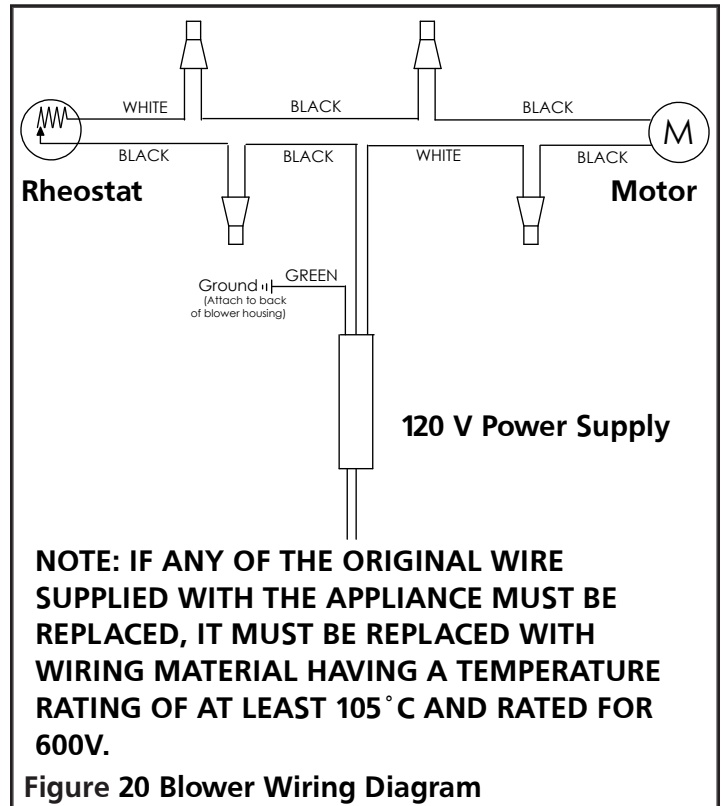 WHITE
BLACK
BLACK
BLACK
BLACK
WHITE
BLACK
M
Rheostat
Motor
GREEN
Ground
(Attach to back
of blower housing)
120 V Power Supply
NOTE: IF ANY OF THE ORIGINAL WIRE
SUPPLIED WITH THE APPLIANCE MUST BE
REPLACED, IT MUST BE REPLACED WITH
WIRING MATERIAL HAVING A TEMPERATURE
RATING OF AT LEAST 105°C AND RATED FOR
600V.
Figure 20 Blower Wiring Diagram